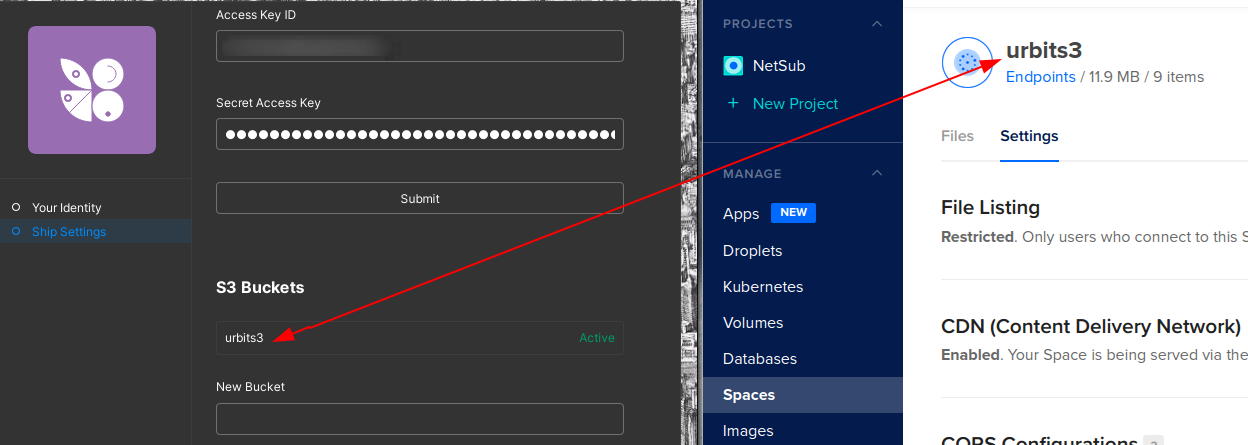 Access Key ID
Secret Access Key
Submit
Your Identity
Ship Settings
S3 Buckets
urbits3
Active
New Bucket
PROJECTS
NetSub
+ New Project
MANAGE
Apps NEW
Droplets
Kubernetes
Volumes
Databases
Spaces
Images
urbits3
Endpoints / 11.9 MB / 9 items
Files Settings
File Listing
Restricted. Only users who connect to this S
CDN (Content Delivery Network)
Enabled. Your Space is being served via the
CORS Configurations